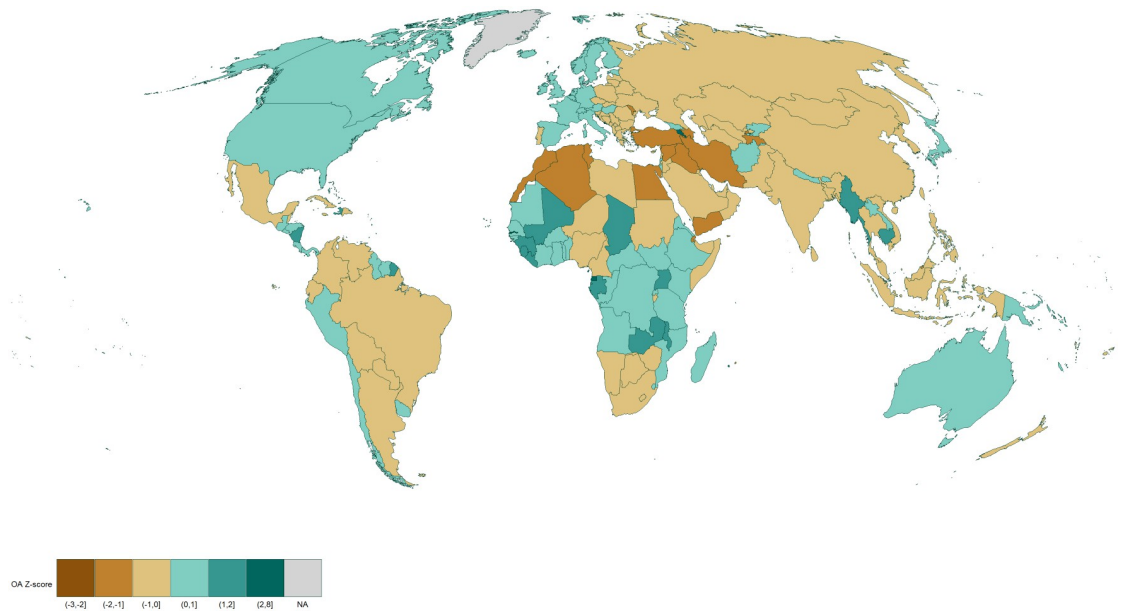 OA Z-score
(-3,-2] (-2,-1] (-1,0] (0,1] (1,2] (2,8] NA